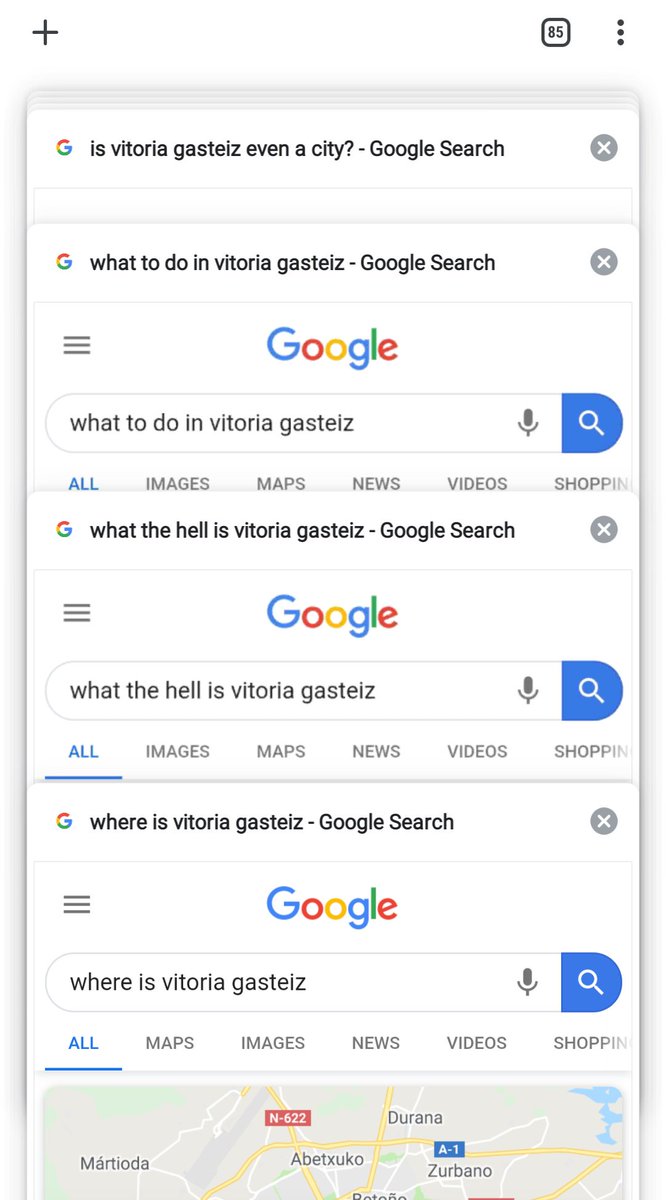 85
is vitoria gasteiz even a city? - Google Search
what to do in vitoria gasteiz - Google Search
Google
what to do in vitoria gasteiz
ALL IMAGES MAPS NEWS VIDEOS SHOPPIN
what the hell is vitoria gasteiz - Google Search
Google
what the hell is vitoria gasteiz
ALL IMAGES MAPS NEWS VIDEOS SHOPPIN
where is vitoria gasteiz - Google Search
Google
where is vitoria gasteiz
ALL MAPS IMAGES NEWS VIDEOS SHOPPIN
N-622 Durana
A-1
Mártioda Abetxuko Zurbano
Betoño